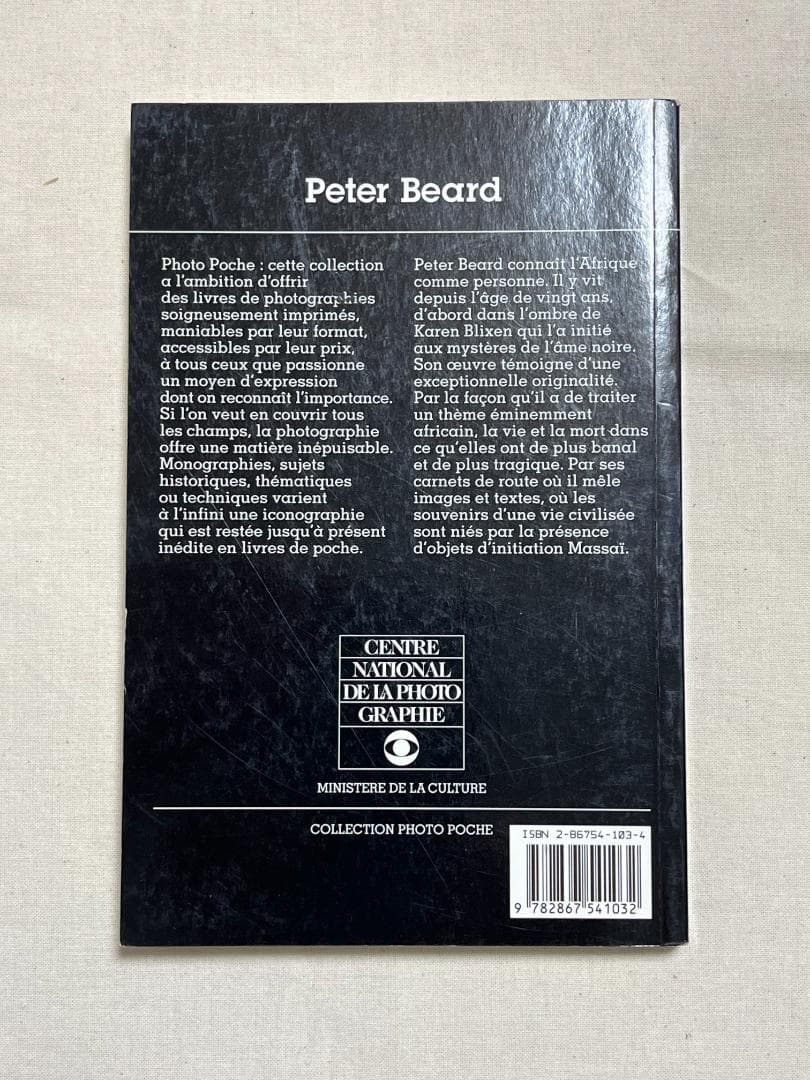 Peter Beard
Photo Poche : cette collection
a l'ambition d'offrir
des livres de photographies
soigneusement imprimés,
maniables par leur format,
accessibles par leur prix,
à tous ceux que passionne
un moyen d'expression
dont on reconnaît l'importance.
Si l'on veut en couvrir tous
les champs, la photographie
offre une matière inépuisable.
Monographies, sujets
historiques, thématiques
ou techniques varient
à l'infini une iconographie
qui est restée jusqu'à présent
inédite en livres de poche.
Peter Beard connaît l'Afrique
comme personne. Il y vit
depuis l'âge de vingt ans,
d'abord dans l'ombre de
Karen Blixen qui l'a initié
aux mystères de l'âme noire.
Son œuvre témoigne d'une
exceptionnelle originalité.
Par la façon qu'il a de traiter
un thème éminemment
africain, la vie et la mort dans
ce qu'elles ont de plus banal
et de plus tragique. Par ses
carnets de route où il mêle
images et textes, où les
souvenirs d'une vie civilisée
sont niés par la présence
d'objets d'initiation Massaï.
CENTRE
NATIONAL
DE LA PHOTO
GRAPHIE
MINISTERE DE LA CULTURE
COLLECTION PHOTO POCHE
ISBN 2-86754-103-4
9 782867 541032